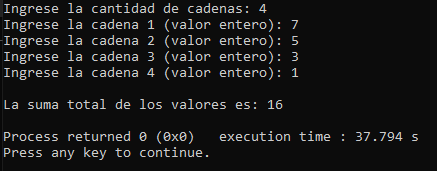 Ingrese la cantidad de cadenas: 4
Ingrese la cadena 1 (valor entero): 7
Ingrese la cadena 2 (valor entero): 5
Ingrese la cadena 3 (valor entero): 3
Ingrese la cadena 4 (valor entero): 1
La suma total de los valores es: 16
Process returned 0 (0x0)   execution time : 37.794 s
Press any key to continue.